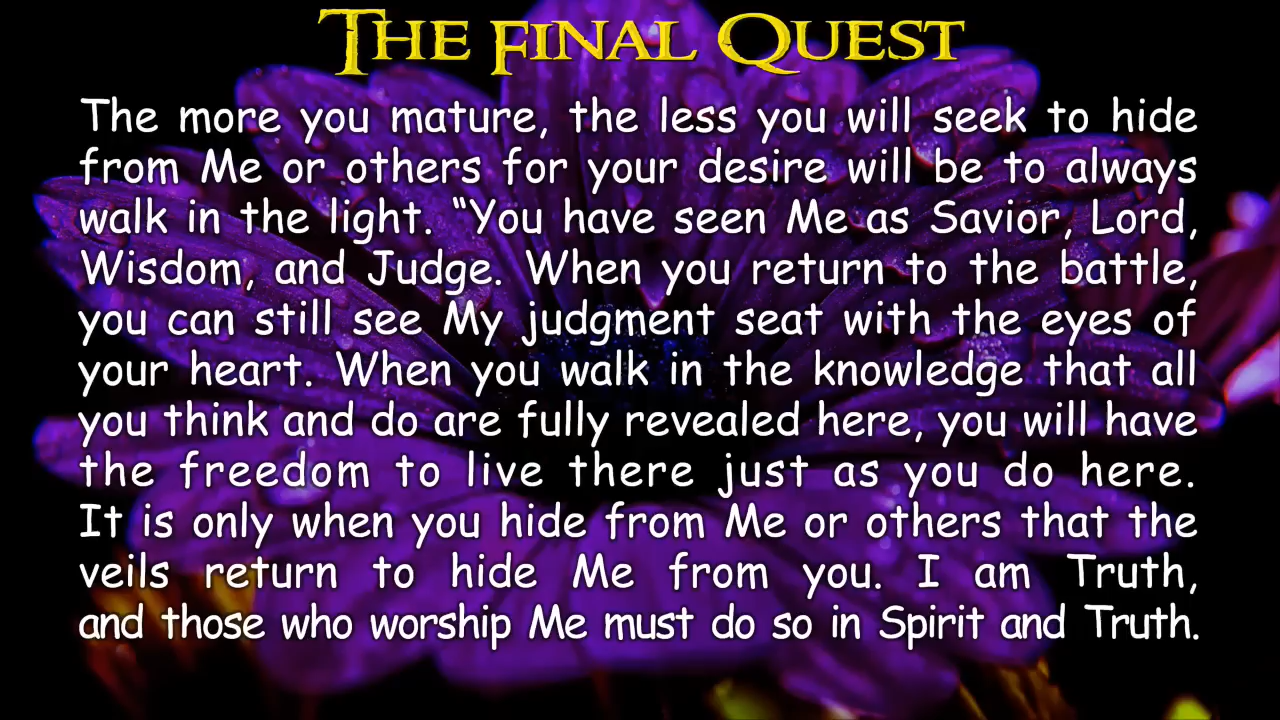 The Final Quest
The more you mature, the less you will seek to hide
from Me or others for your desire will be to always
walk in the light. “You have seen Me as Savior, Lord,
Wisdom, and Judge. When you return to the battle,
you can still see My judgment seat with the eyes of
your heart. When you walk in the knowledge that all
you think and do are fully revealed here, you will have
the freedom to live there just as you do here.
It is only when you hide from Me or others that the
veils return to hide Me from you. I am Truth,
and those who worship Me must do so in Spirit and Truth.